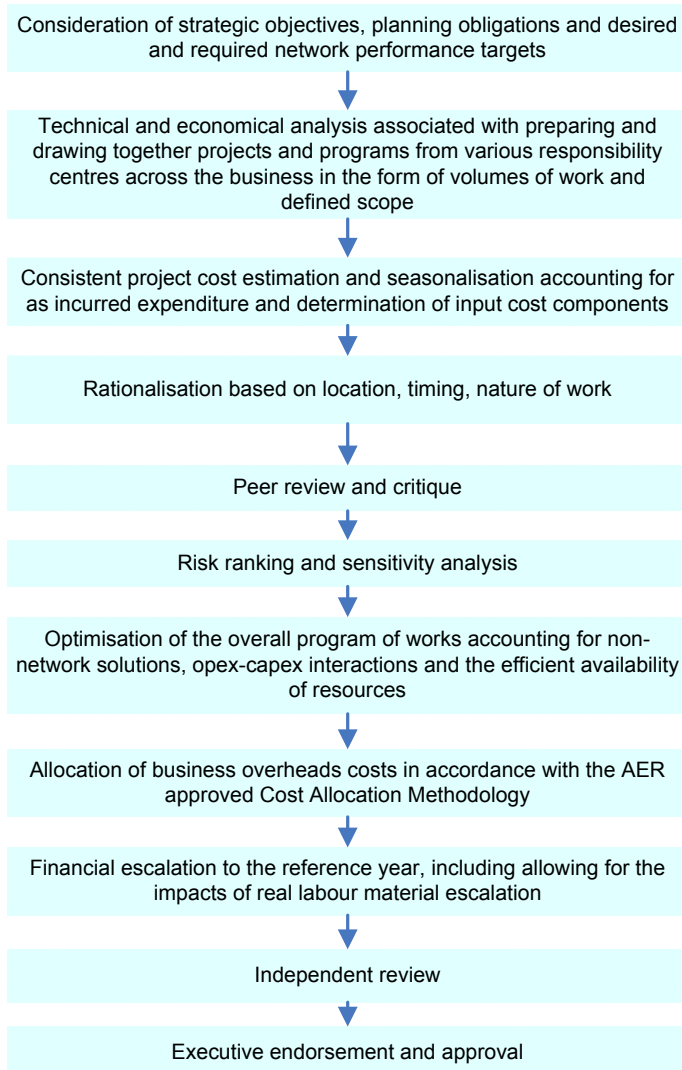 Consideration of strategic objectives, planning obligations and desired
and required network performance targets
Technical and economical analysis associated with preparing and
drawing together projects and programs from various responsibility
centres across the business in the form of volumes of work and
defined scope
Consistent project cost estimation and seasonalisation accounting for
as incurred expenditure and determination of input cost components
Rationalisation based on location, timing, nature of work
Peer review and critique
Risk ranking and sensitivity analysis
Optimisation of the overall program of works accounting for non-
network solutions, opex-capex interactions and the efficient availability
of resources
Allocation of business overheads costs in accordance with the AER
approved Cost Allocation Methodology
Financial escalation to the reference year, including allowing for the
impacts of real labour material escalation
Independent review
Executive endorsement and approval